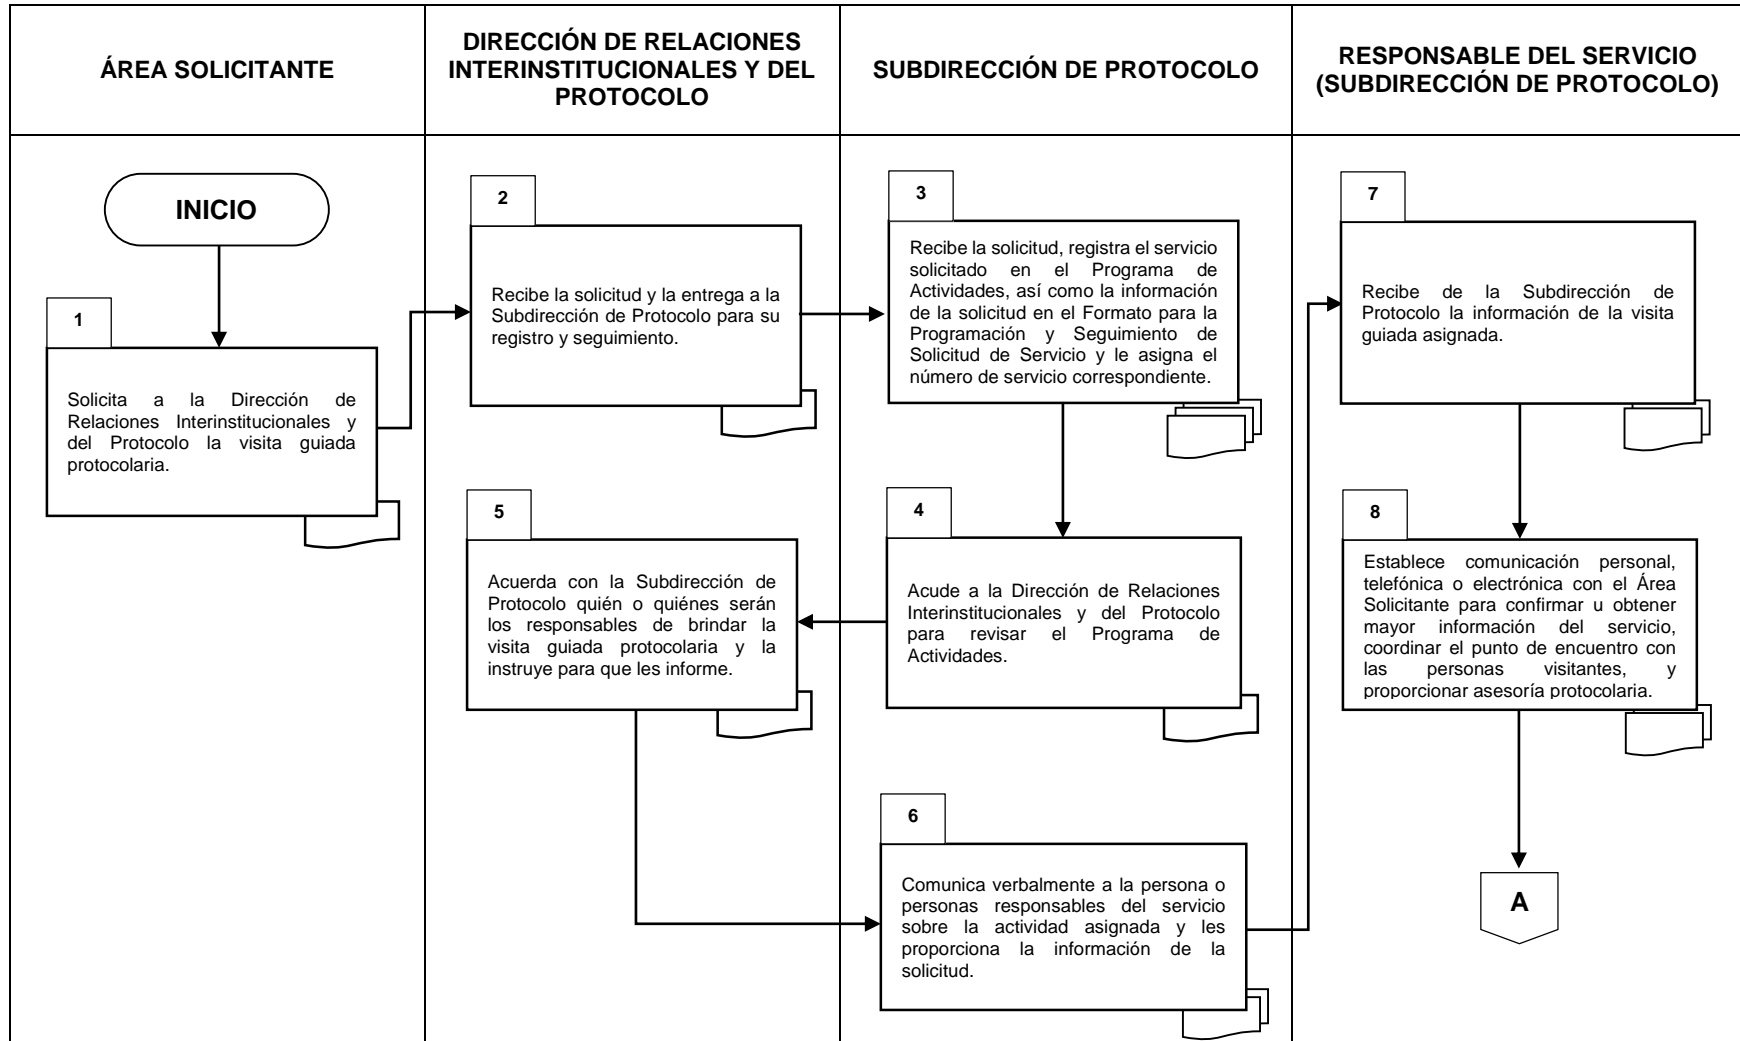 ÁREA SOLICITANTE
DIRECCIÓN DE RELACIONES
INTERINSTITUCIONALES Y DEL
PROTOCOLO
SUBDIRECCIÓN DE PROTOCOLO
RESPONSABLE DEL SERVICIO
(SUBDIRECCIÓN DE PROTOCOLO)
INICIO
1
Solicita a la Dirección de
Relaciones Interinstitucionales y
del Protocolo la visita guiada
protocolaria.
2
Recibe la solicitud y la entrega a la
Subdirección de Protocolo para su
registro y seguimiento.
3
Recibe la solicitud, registra el servicio
solicitado en el Programa de
Actividades, así como la información
de la solicitud en el Formato para la
Programación y Seguimiento de
Solicitud de Servicio y le asigna el
número de servicio correspondiente.
4
Acude a la Dirección de Relaciones
Interinstitucionales y del Protocolo
para revisar el Programa de
Actividades.
5
Acuerda con la Subdirección de
Protocolo quién o quiénes serán
los responsables de brindar la
visita guiada protocolaria y la
instruye para que les informe.
6
Comunica verbalmente a la persona o
personas responsables del servicio
sobre la actividad asignada y les
proporciona la información de la
solicitud.
7
Recibe de la Subdirección de
Protocolo la información de la visita
guiada asignada.
8
Establece comunicación personal,
telefónica o electrónica con el Área
Solicitante para confirmar u obtener
mayor información del servicio,
coordinar el punto de encuentro con
las personas visitantes, y
proporcionar asesoría protocolaria.
A